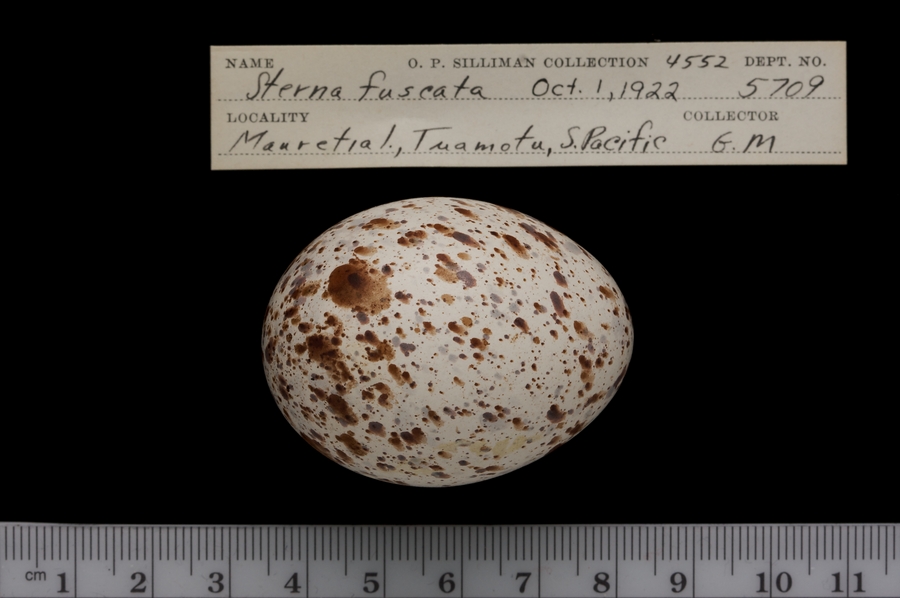 NAME O. P. SILLIMAN COLLECTION 4552 DEPT. NO.
Sterna fuscata Oct. 1, 1922 5709
LOCALITY COLLECTOR
Mauretia I., Tuamotu, S. Pacific G. M
cm 1 2 3 4 5 6 7 8 9 10 11